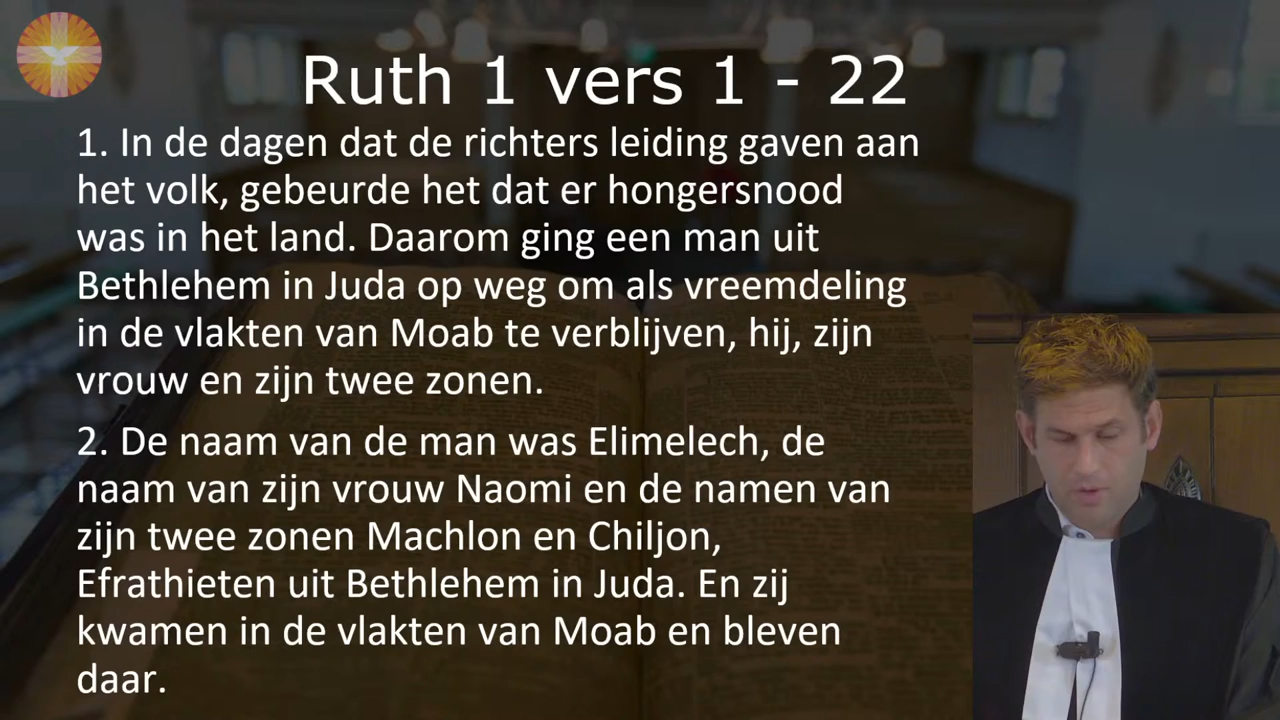 Ruth 1 vers 1 - 22
1. In de dagen dat de richters leiding gaven aan
het volk, gebeurde het dat er hongersnood
was in het land. Daarom ging een man uit
Bethlehem in Juda op weg om als vreemdeling
in de vlakten van Moab te verblijven, hij, zijn
vrouw en zijn twee zonen.
2. De naam van de man was Elimelech, de
naam van zijn vrouw Naomi en de namen van
zijn twee zonen Machlon en Chiljon,
Efrathieten uit Bethlehem in Juda. En zij
kwamen in de vlakten van Moab en bleven
daar.